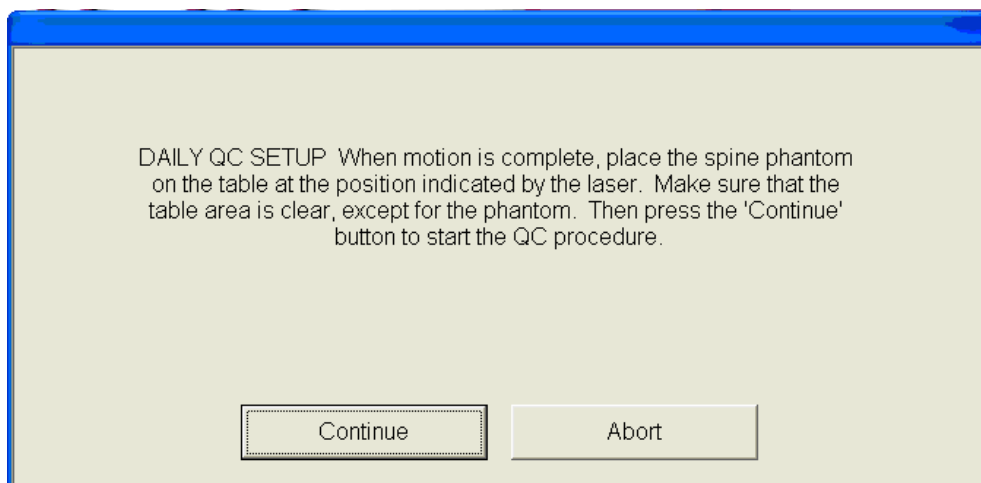 DAILY QC SETUP  When motion is complete, place the spine phantom
on the table at the position indicated by the laser.  Make sure that the
table area is clear, except for the phantom.  Then press the 'Continue'
button to start the QC procedure.
Continue
Abort